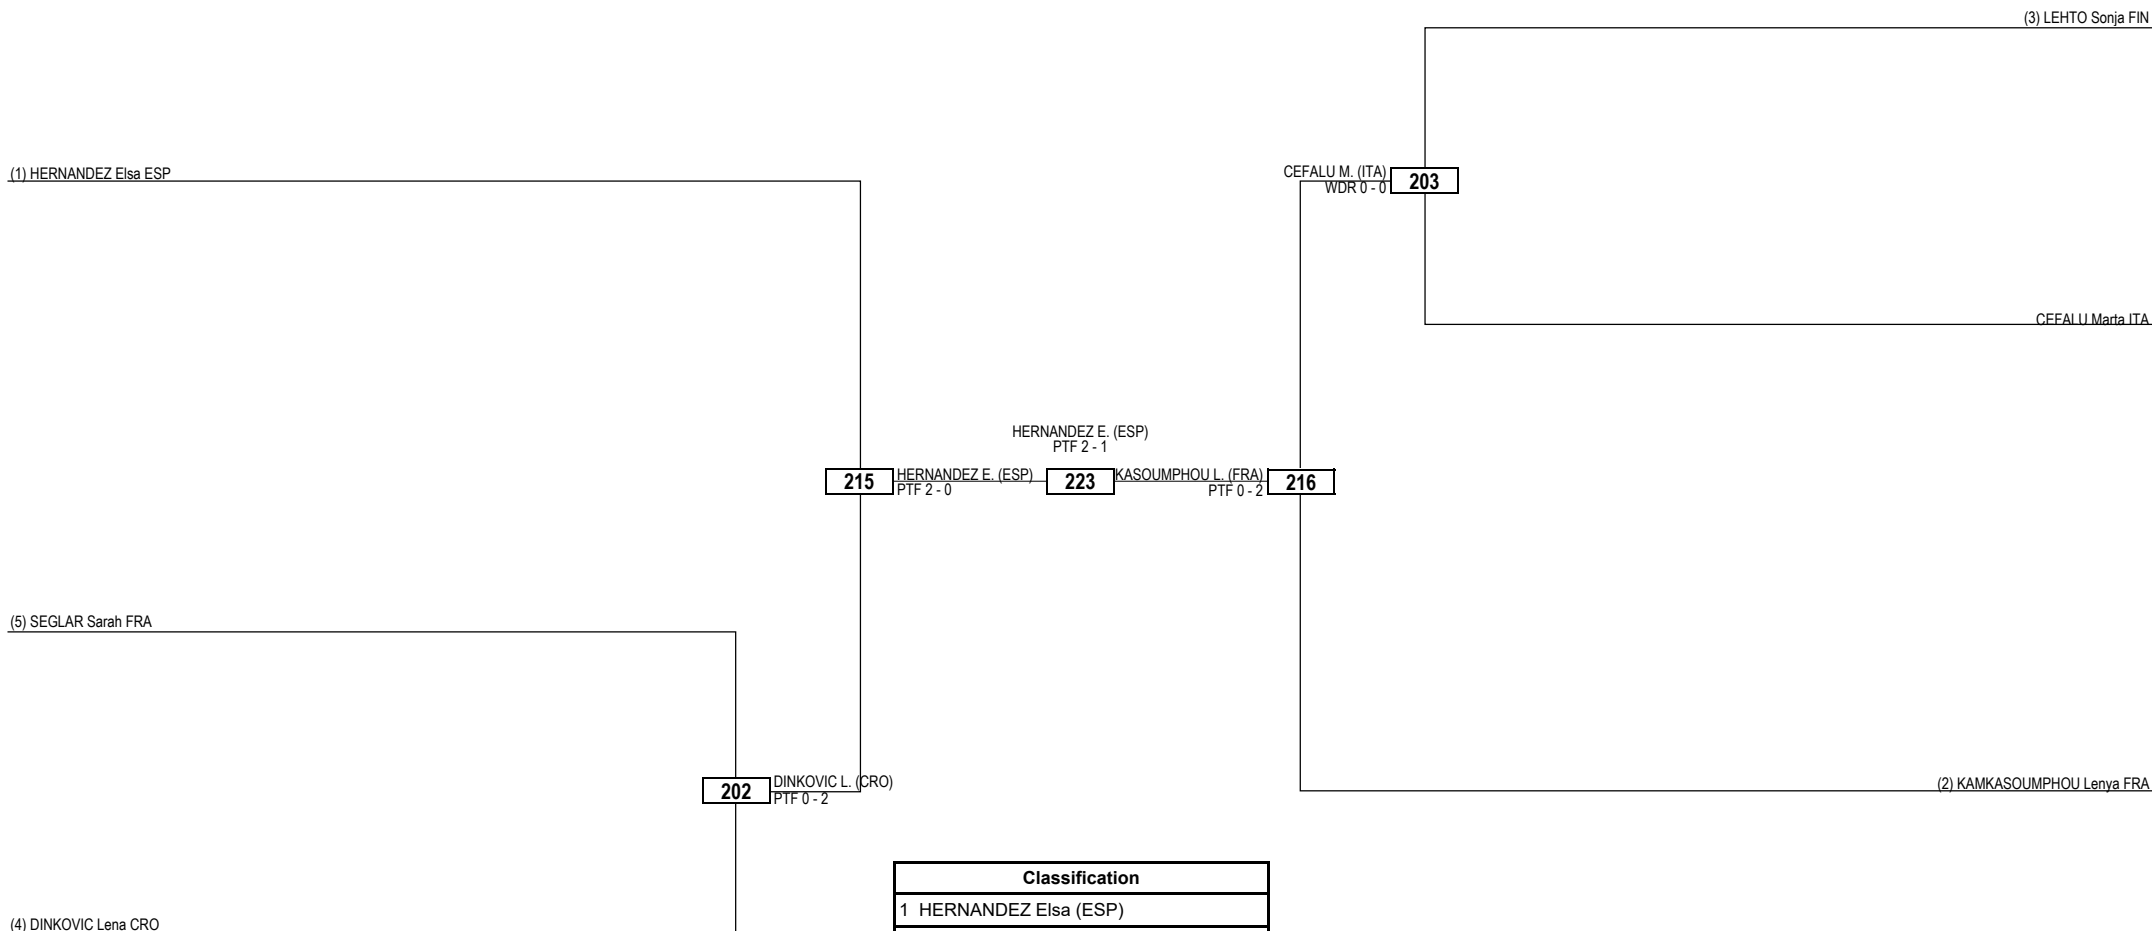 (3) LEHTO Sonja FIN
(1) HERNANDEZ Elsa ESP
CEFALU M. (ITA)
WDR 0 - 0
203
CEFALU Marta ITA
HERNANDEZ E. (ESP)
PTF 2 - 1
215
HERNANDEZ E. (ESP)
PTF 2 - 0
223
KASOUMPHOU L. (FRA)
PTF 0 - 2
216
(5) SEGLAR Sarah FRA
202
DINKOVIC L. (CRO)
PTF 0 - 2
(2) KAMKASOUMPHOU Lenya FRA
Classification
1 HERNANDEZ Elsa (ESP)
(4) DINKOVIC Lena CRO